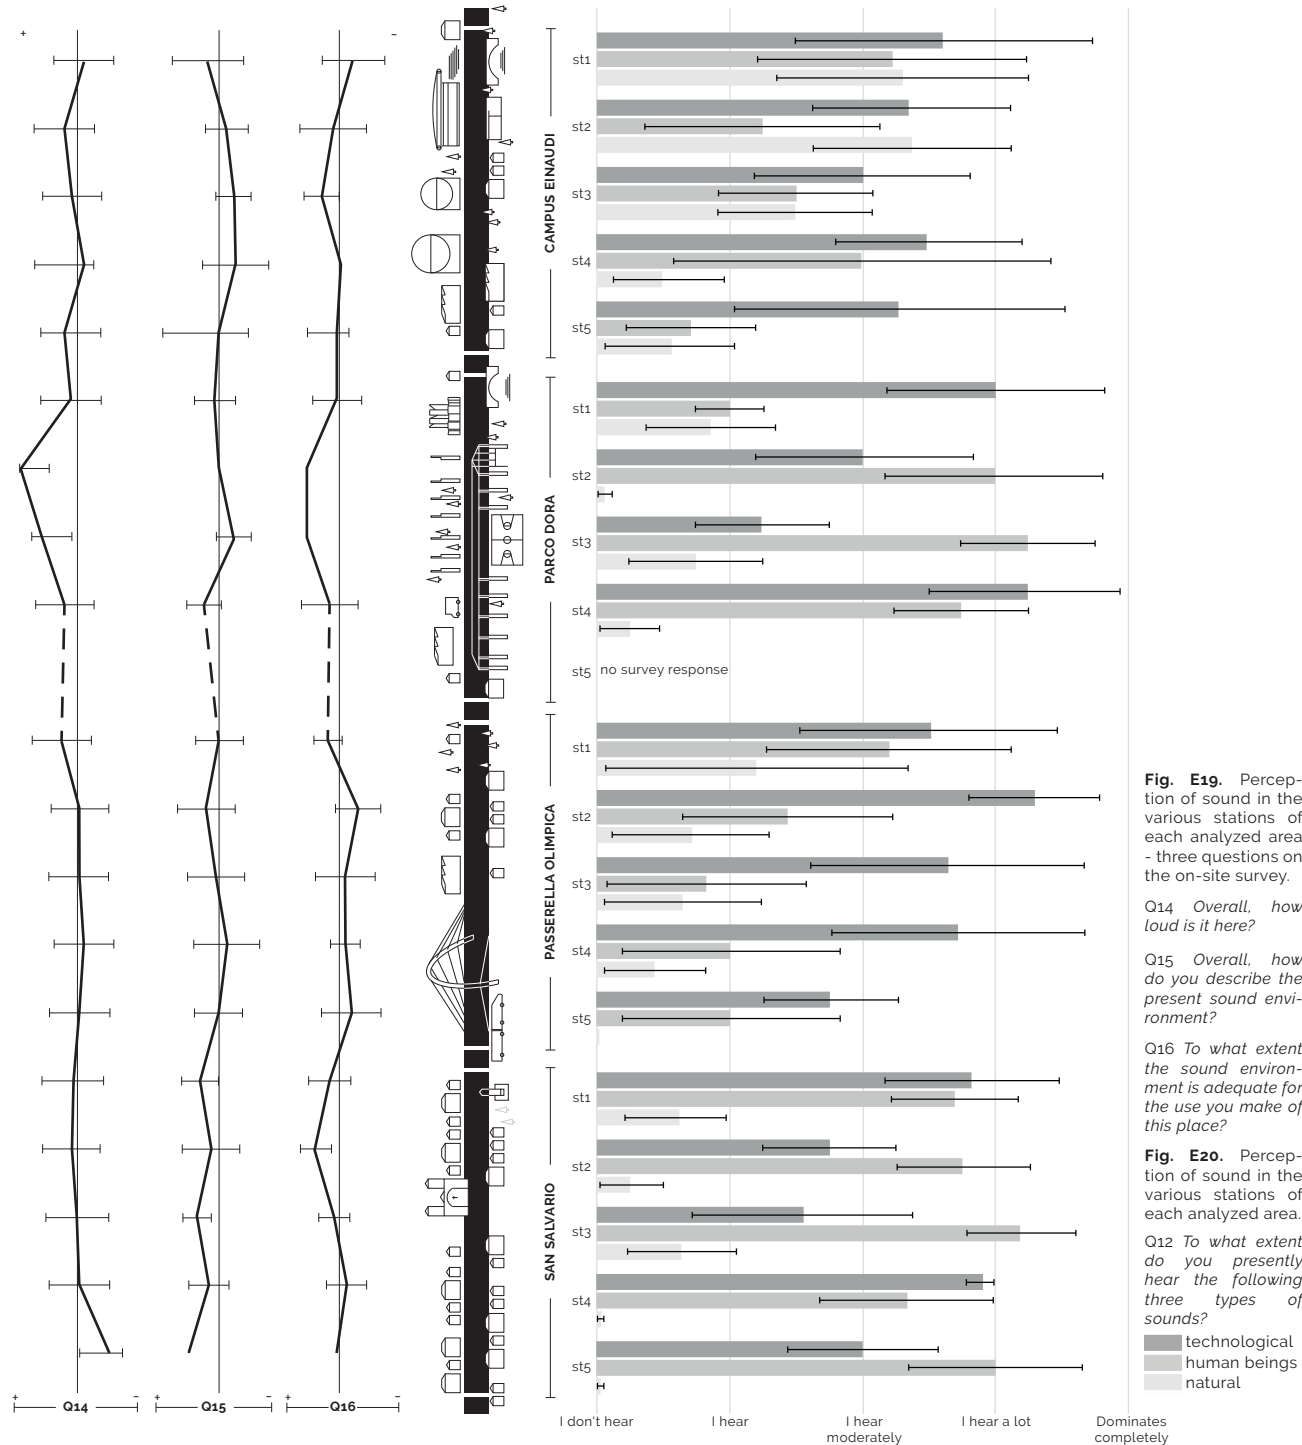 +
–
CAMPUS EINAUDI
st1
st2
st3
st4
st5
PARCO DORA
st1
st2
st3
st4
st5 no survey response
PASSERELLA OLIMPICA
st1
st2
st3
st4
st5
SAN SALVARIO
st1
st2
st3
st4
st5
+ Q14 –
+ Q15 –
+ Q16 –
I don't hear
I hear
I hear
moderately
I hear a lot
Dominates
completely
Fig. E19. Percep-
tion of sound in the
various stations of
each analyzed area
- three questions on
the on-site survey.
Q14 Overall, how
loud is it here?
Q15 Overall, how
do you describe the
present sound envi-
ronment?
Q16 To what extent
the sound environ-
ment is adequate for
the use you make of
this place?
Fig. E20. Percep-
tion of sound in the
various stations of
each analyzed area.
Q12 To what extent
do you presently
hear the following
three types of
sounds?
technological
human beings
natural